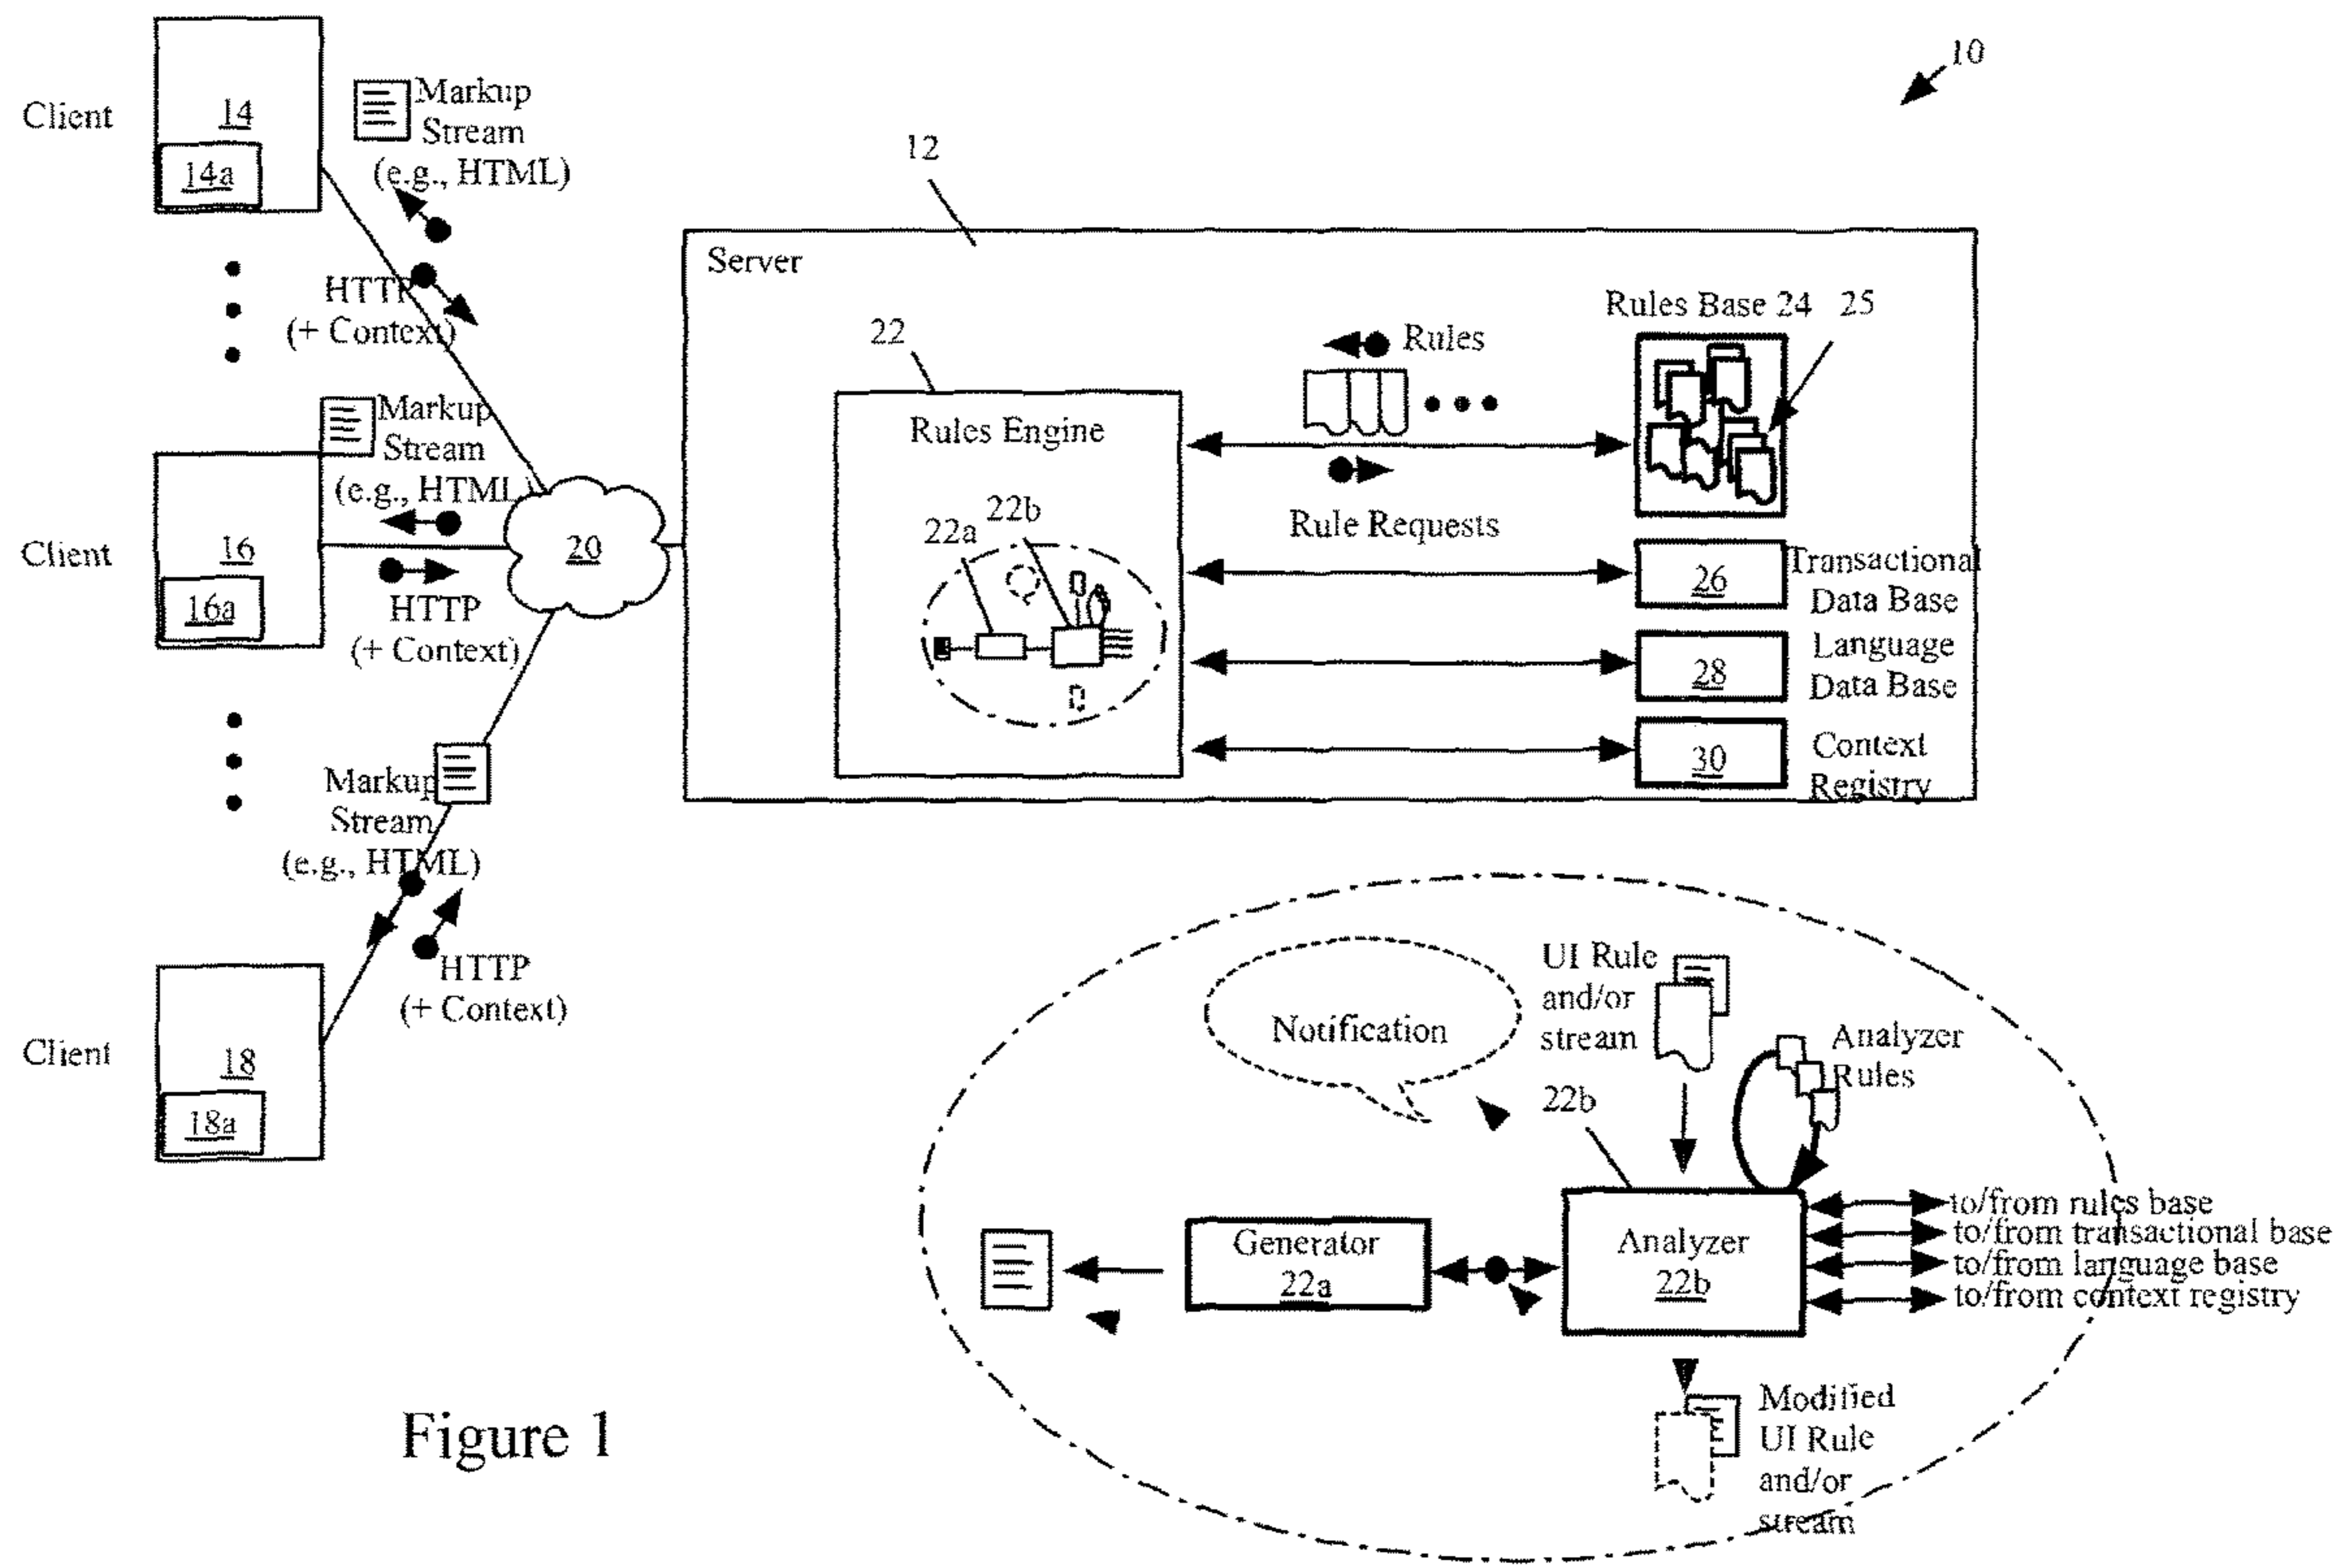 10
Client
14
14a
Markup
Stream
(e.g., HTML)
HTTP
(+ Context)
12
Server
Rules Base 24
25
22
Rules
Rules Engine
22a
22b
Rule Requests
26
Transactional
Data Base
28
Language
Data Base
30
Context
Registry
Markup
Stream
(e.g., HTML)
Client
16
16a
20
HTTP
(+ Context)
Markup
Stream
(e.g., HTML)
HTTP
(+ Context)
Client
18
18a
Notification
UI Rule
and/or
stream
Analyzer
Rules
22b
Generator
22a
Analyzer
22b
to/from rules base
to/from transactional base
to/from language base
to/from context registry
Modified
UI Rule
and/or
stream
Figure 1